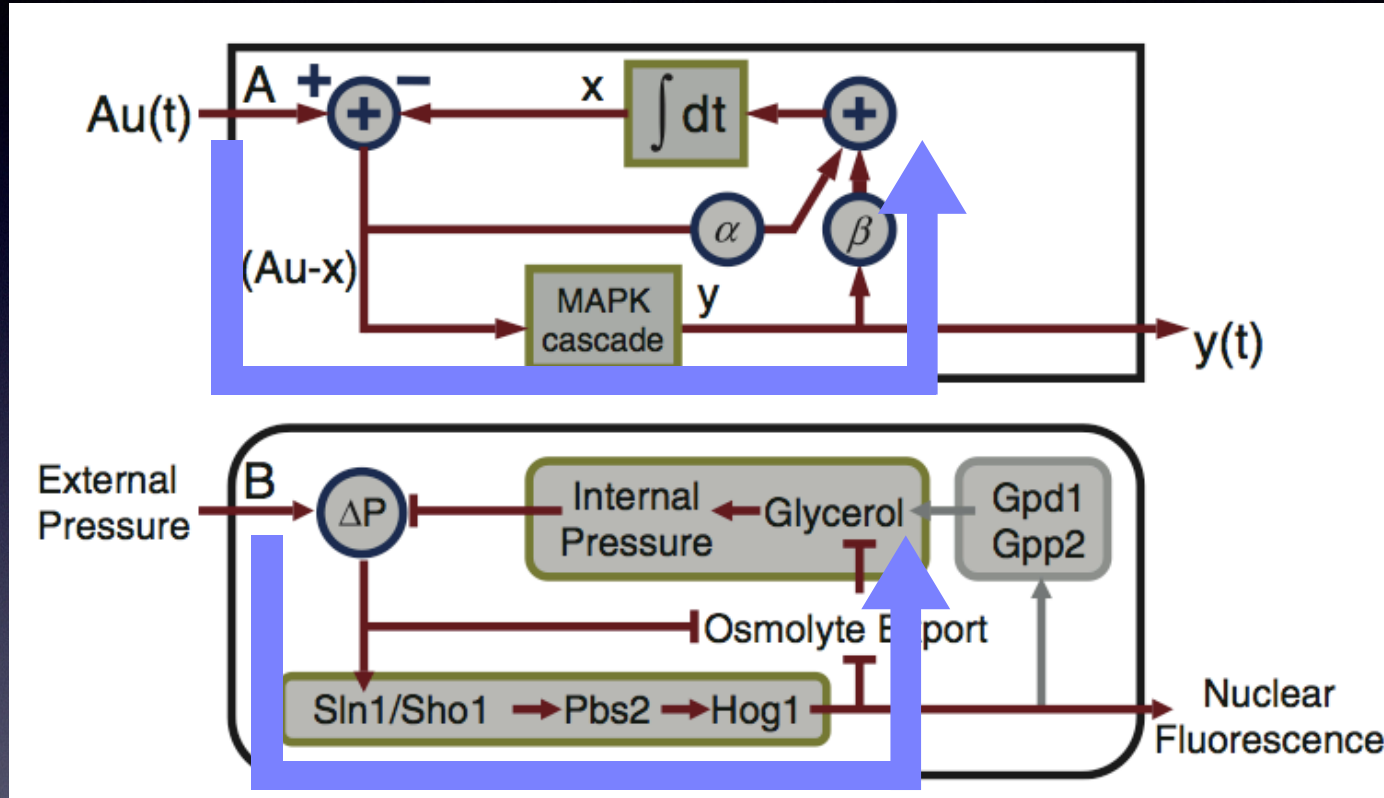 A
+
−
Au(t)
+
x
∫dt
+
α
β
(Au-x)
MAPK
cascade
y
y(t)
B
External
Pressure
ΔP
Internal
Pressure
Glycerol
Gpd1
Gpp2
Osmolyte
Sln1/Sho1
Pbs2
Hog1
Nuclear
Fluorescence